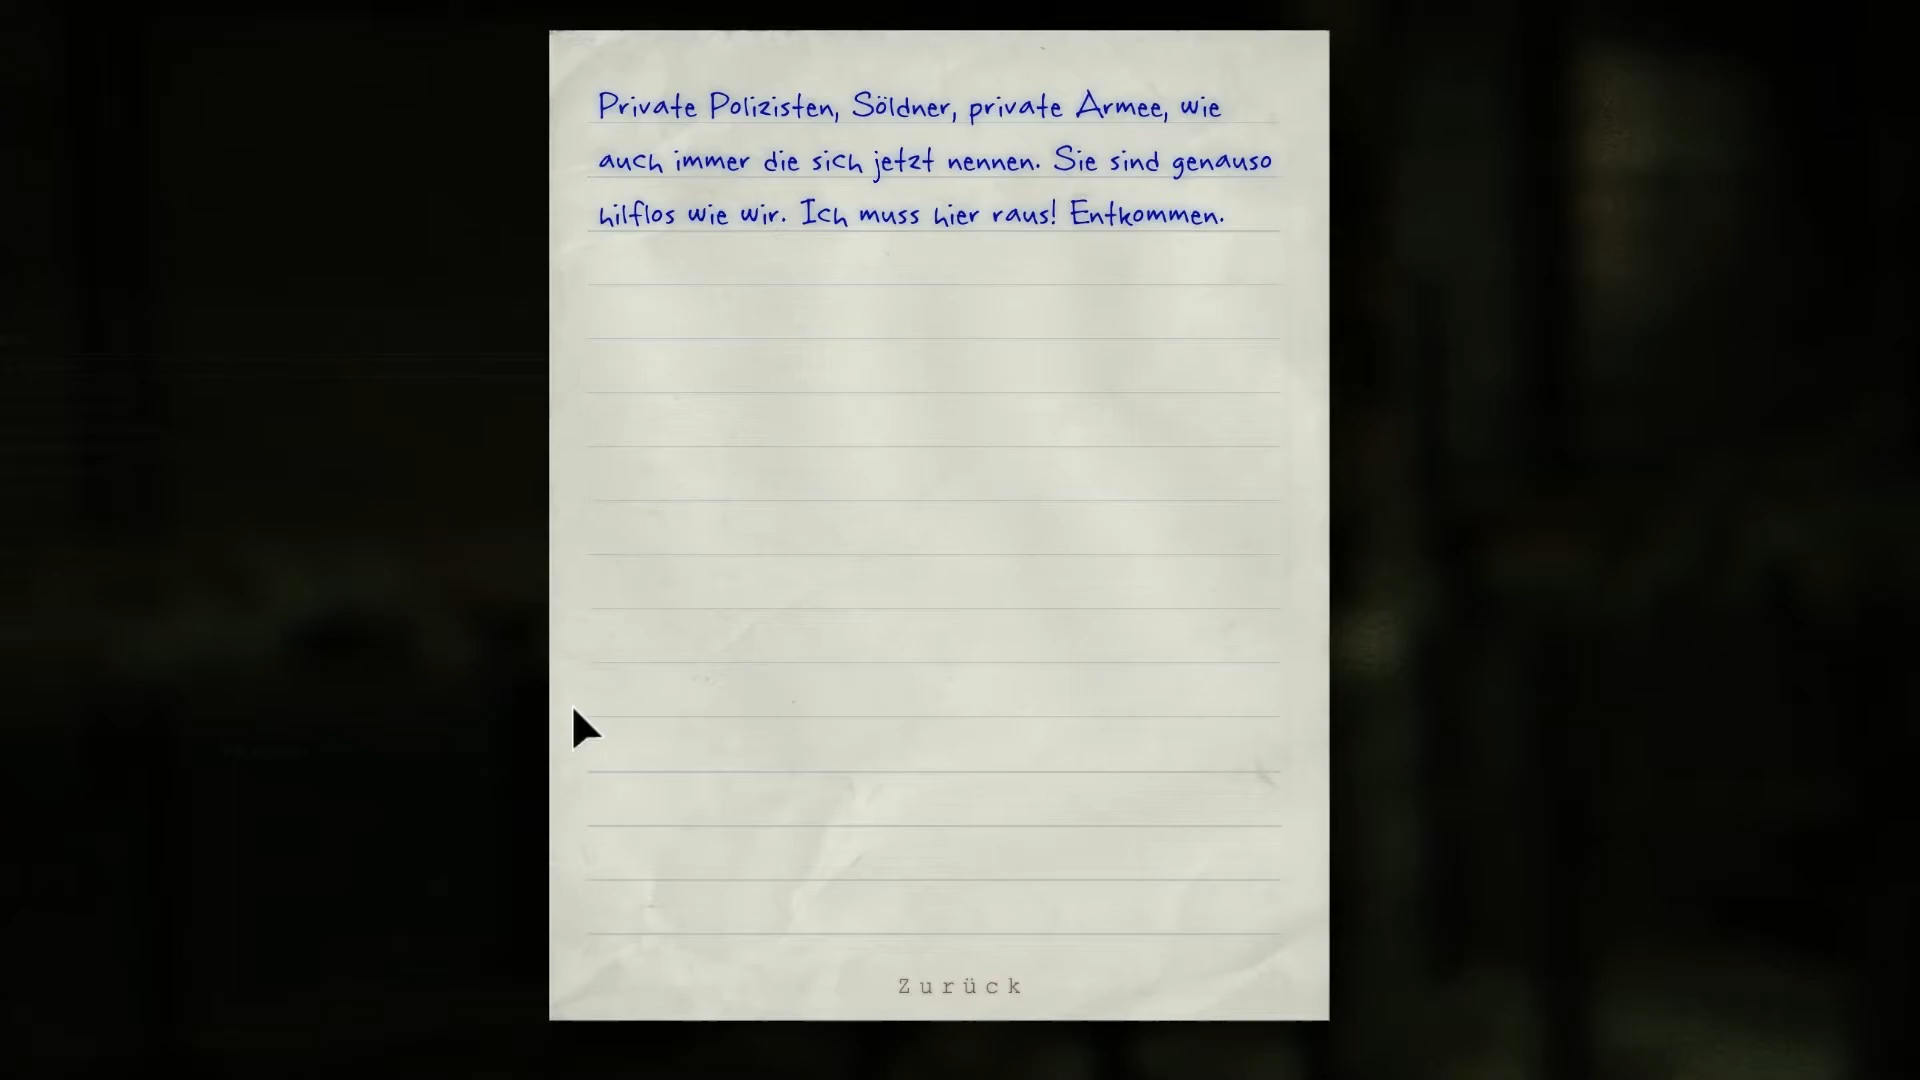 Private Polizisten, Söldner, private Armee, wie
auch immer die sich jetzt nennen. Sie sind genauso
hilflos wie wir. Ich muss hier raus! Entkommen.
Zurück